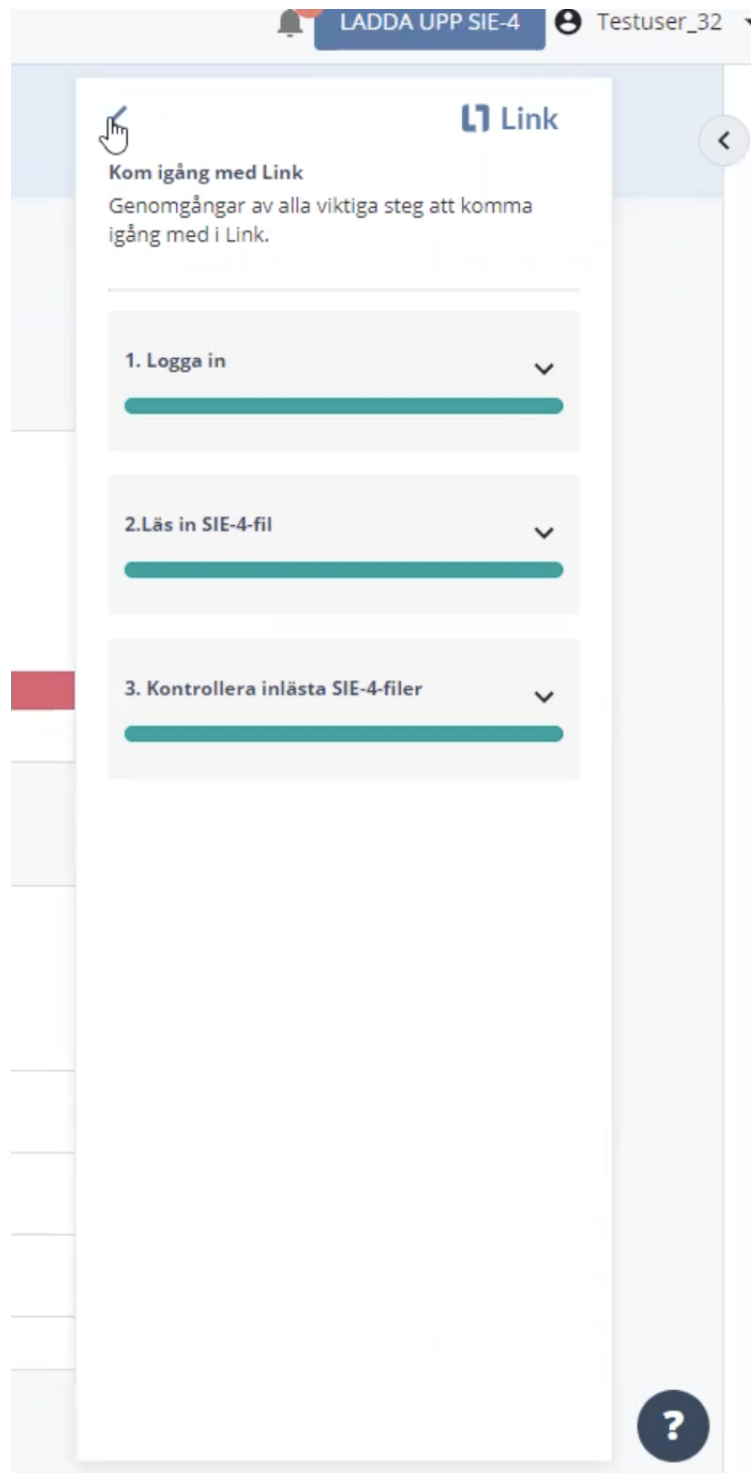 LADDA UPP SIE-4
Testuser_32
Link
Kom igång med Link
Genomgångar av alla viktiga steg att komma
igång med i Link.
1. Logga in
2.Läs in SIE-4-fil
3. Kontrollera inlästa SIE-4-filer
?